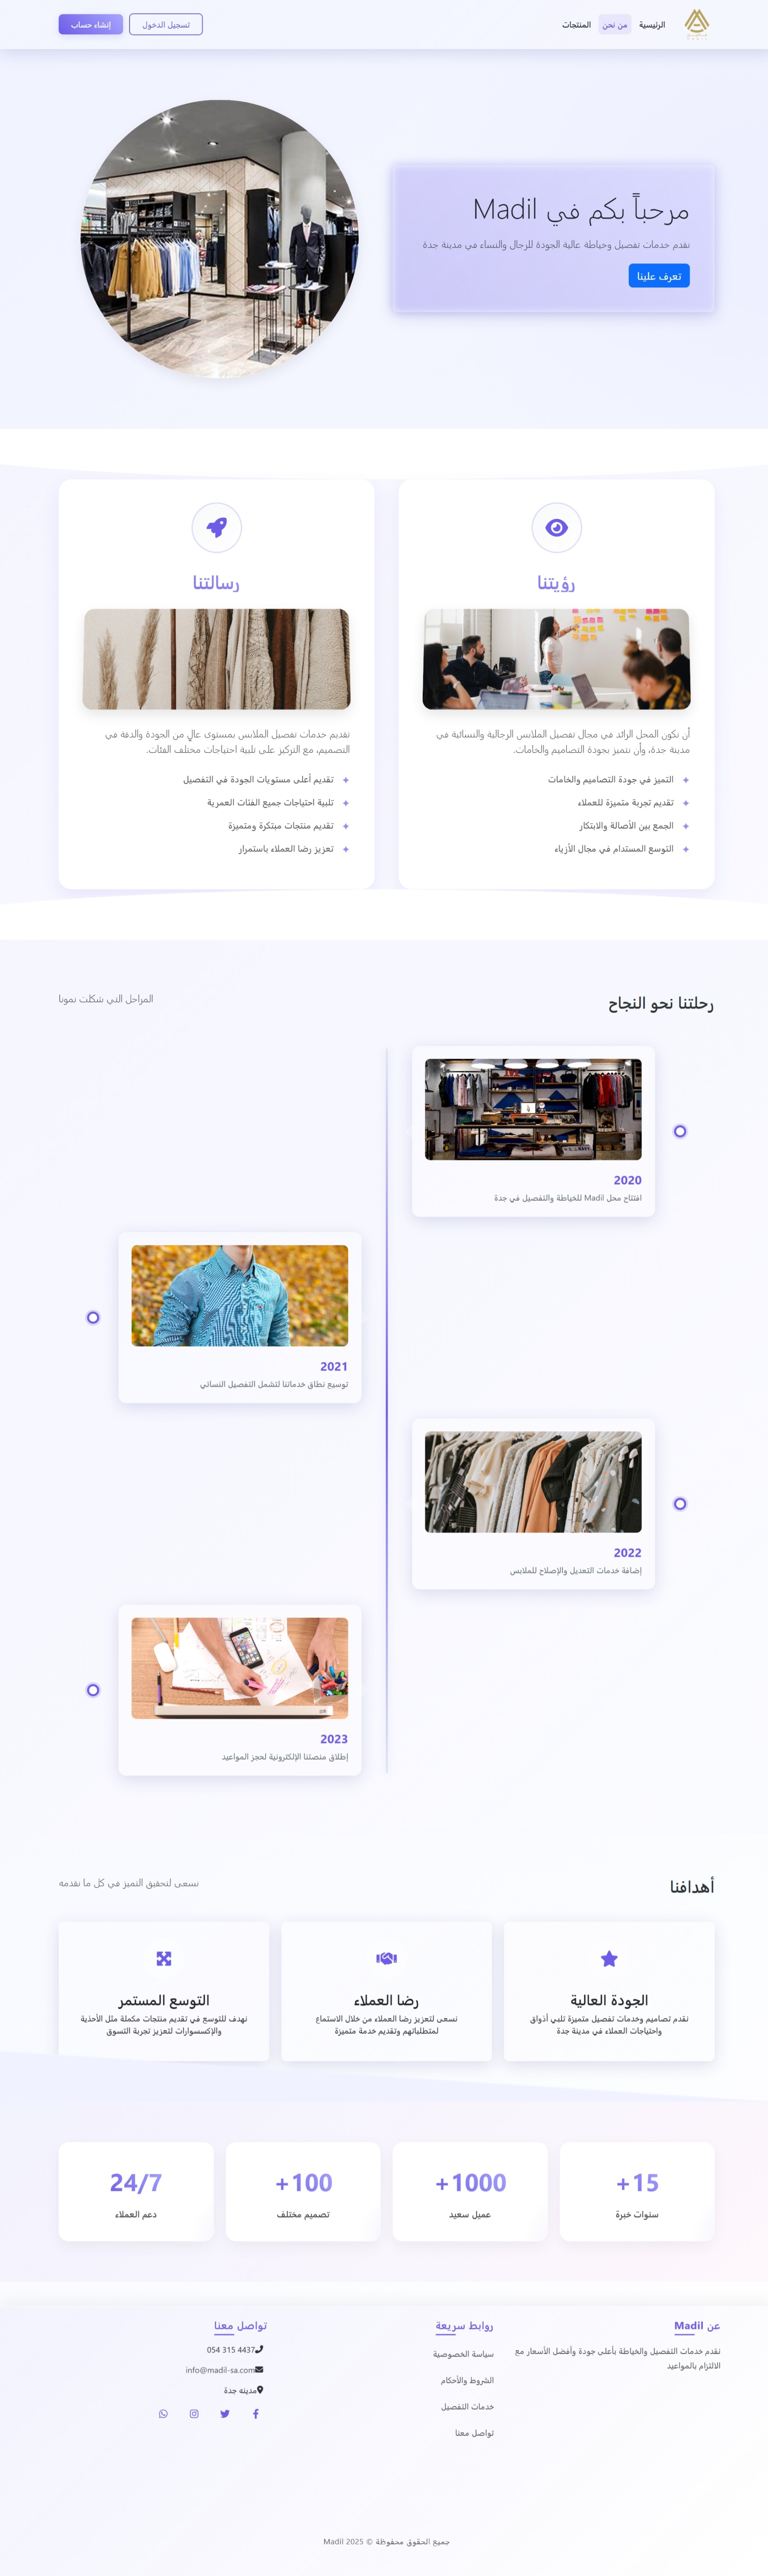 الرئيسية
من نحن
المنتجات
تسجيل الدخول
إنشاء حساب
مرحباً بكم في Madil
نقدم خدمات تفصيل وخياطة عالية الجودة للرجال والنساء في مدينة جدة
تعرف علينا
رؤيتنا
أن نكون المحل الرائد في مجال تفصيل الملابس الرجالية والنسائية في
مدينة جدة، وأن نتميز بجودة التصاميم والخامات.
التميز في جودة التصاميم والخامات
تقديم تجربة متميزة للعملاء
الجمع بين الأصالة والابتكار
التوسع المستدام في مجال الأزياء
رسالتنا
تقديم خدمات تفصيل الملابس بمستوى عالٍ من الجودة والدقة في
التصميم، مع التركيز على تلبية احتياجات مختلف الفئات.
تقديم أعلى مستويات الجودة في التفصيل
تلبية احتياجات جميع الفئات العمرية
تقديم منتجات مبتكرة ومتميزة
تعزيز رضا العملاء باستمرار
رحلتنا نحو النجاح
المراحل التي شكلت نمونا
2020
افتتاح محل Madil للخياطة والتفصيل في جدة
2021
توسيع نطاق خدماتنا لتشمل التفصيل النسائي
2022
إضافة خدمات التعديل والإصلاح للملابس
2023
إطلاق منصتنا الإلكترونية لحجز المواعيد
أهدافنا
نسعى لتحقيق التميز في كل ما نقدمه
الجودة العالية
نقدم تصاميم وخدمات تفصيل متميزة تلبي أذواق
واحتياجات العملاء في مدينة جدة
رضا العملاء
نسعى لتعزيز رضا العملاء من خلال الاستماع
لمتطلباتهم وتقديم خدمة متميزة
التوسع المستمر
نهدف للتوسع في تقديم منتجات مكملة مثل الأحذية
والإكسسوارات لتعزيز تجربة التسوق
15+
سنوات خبرة
1000+
عميل سعيد
100+
تصميم مختلف
24/7
دعم العملاء
عن Madil
نقدم خدمات التفصيل والخياطة بأعلى جودة وأفضل الأسعار مع
الالتزام بالمواعيد
روابط سريعة
سياسة الخصوصية
الشروط والأحكام
خدمات التفصيل
تواصل معنا
تواصل معنا
054 315 4437
info@madil-sa.com
مدينه جدة
جميع الحقوق محفوظة © 2025 Madil